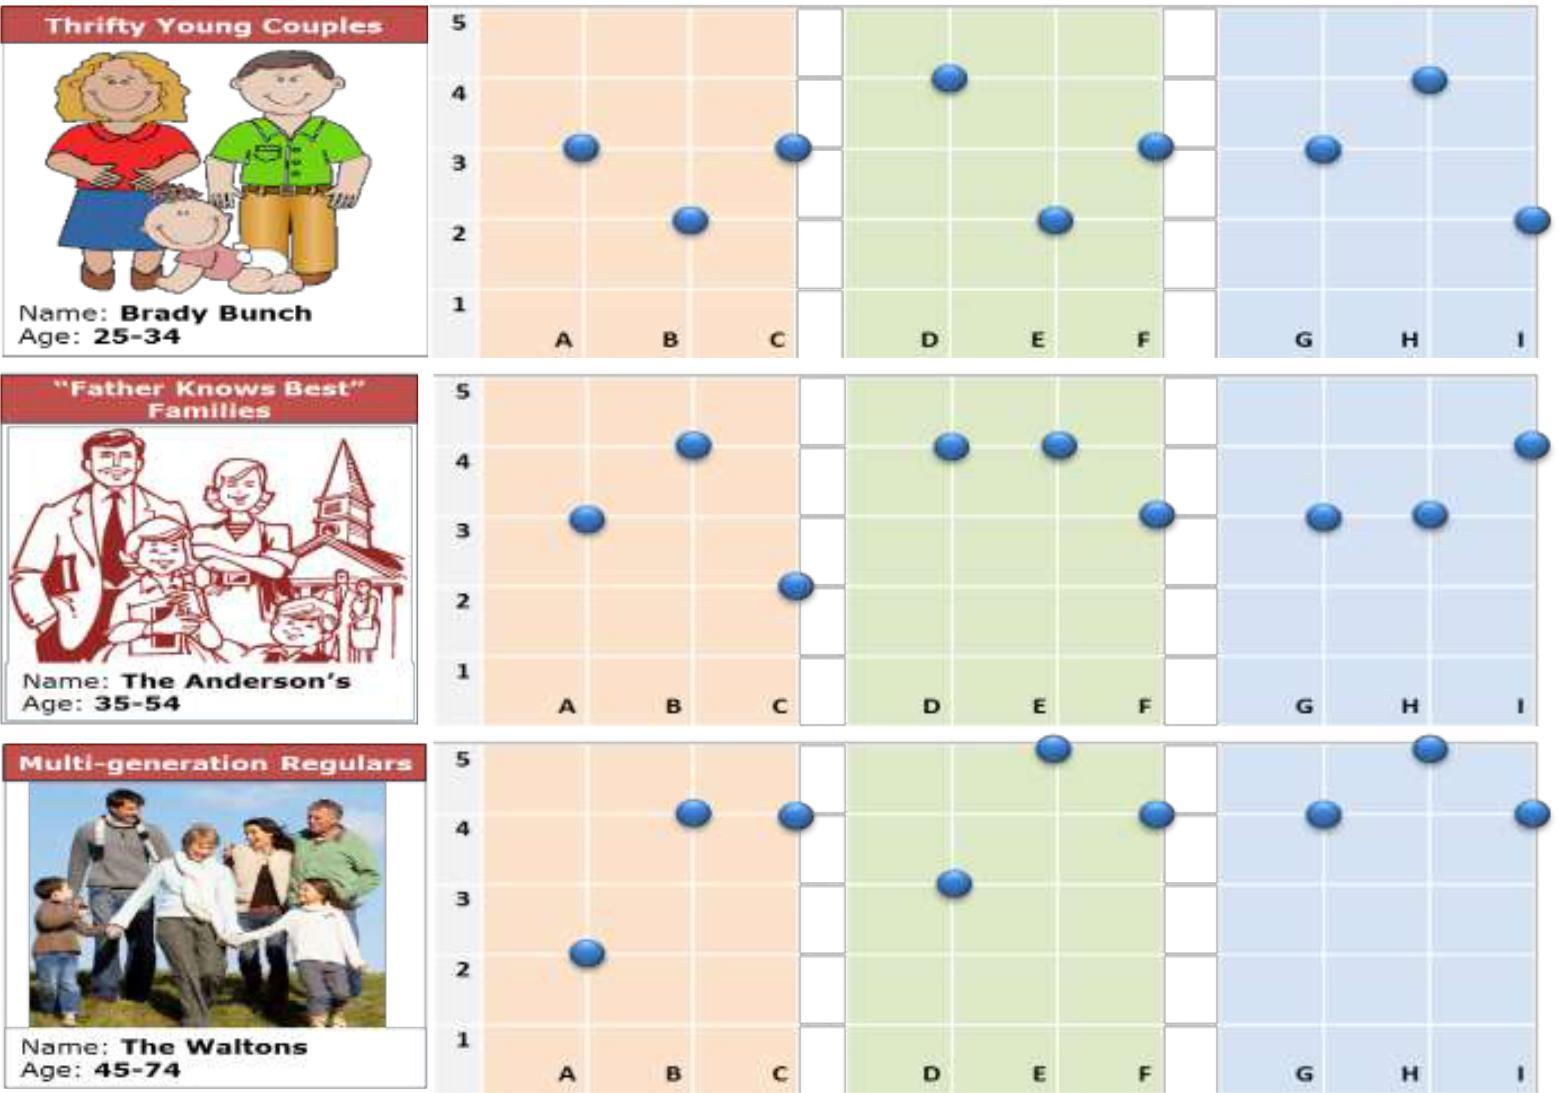 Thrifty Young Couples
Name: Brady Bunch
Age: 25-34
5
4
3
2
1
A B C D E F G H I
“Father Knows Best”
Families
Name: The Anderson’s
Age: 35-54
5
4
3
2
1
A B C D E F G H I
Multi-generation Regulars
Name: The Waltons
Age: 45-74
5
4
3
2
1
A B C D E F G H I